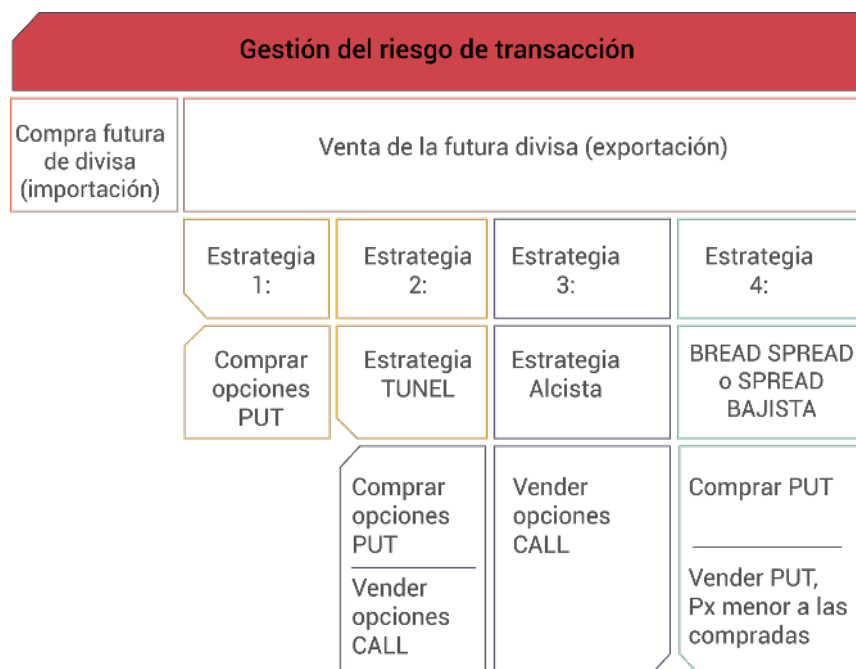 Gestión del riesgo de transacción
Compra futura
de divisa
(importación)
Venta de la futura divisa (exportación)
Estrategia
1:
Estrategia
2:
Estrategia
3:
Estrategia
4:
Comprar
opciones
PUT
Estrategia
TUNEL
Estrategia
Alcista
BREAD SPREAD
o SPREAD
BAJISTA
Comprar
opciones
PUT
Vender
opciones
CALL
Vender
opciones
CALL
Comprar PUT
Vender PUT,
Px menor a las
compradas